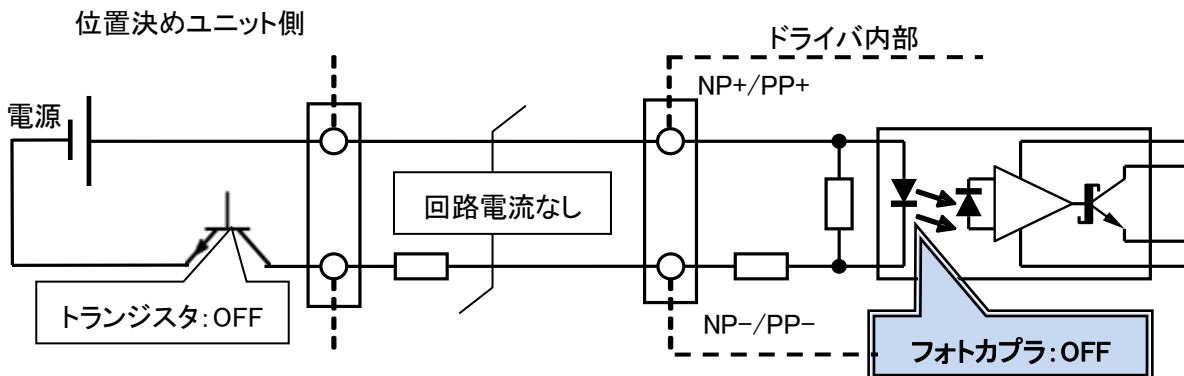 位置決めユニット側
ドライバ内部
NP+/PP+
電源
回路電流なし
トランジスタ:OFF
NP−/PP−
フォトカプラ:OFF